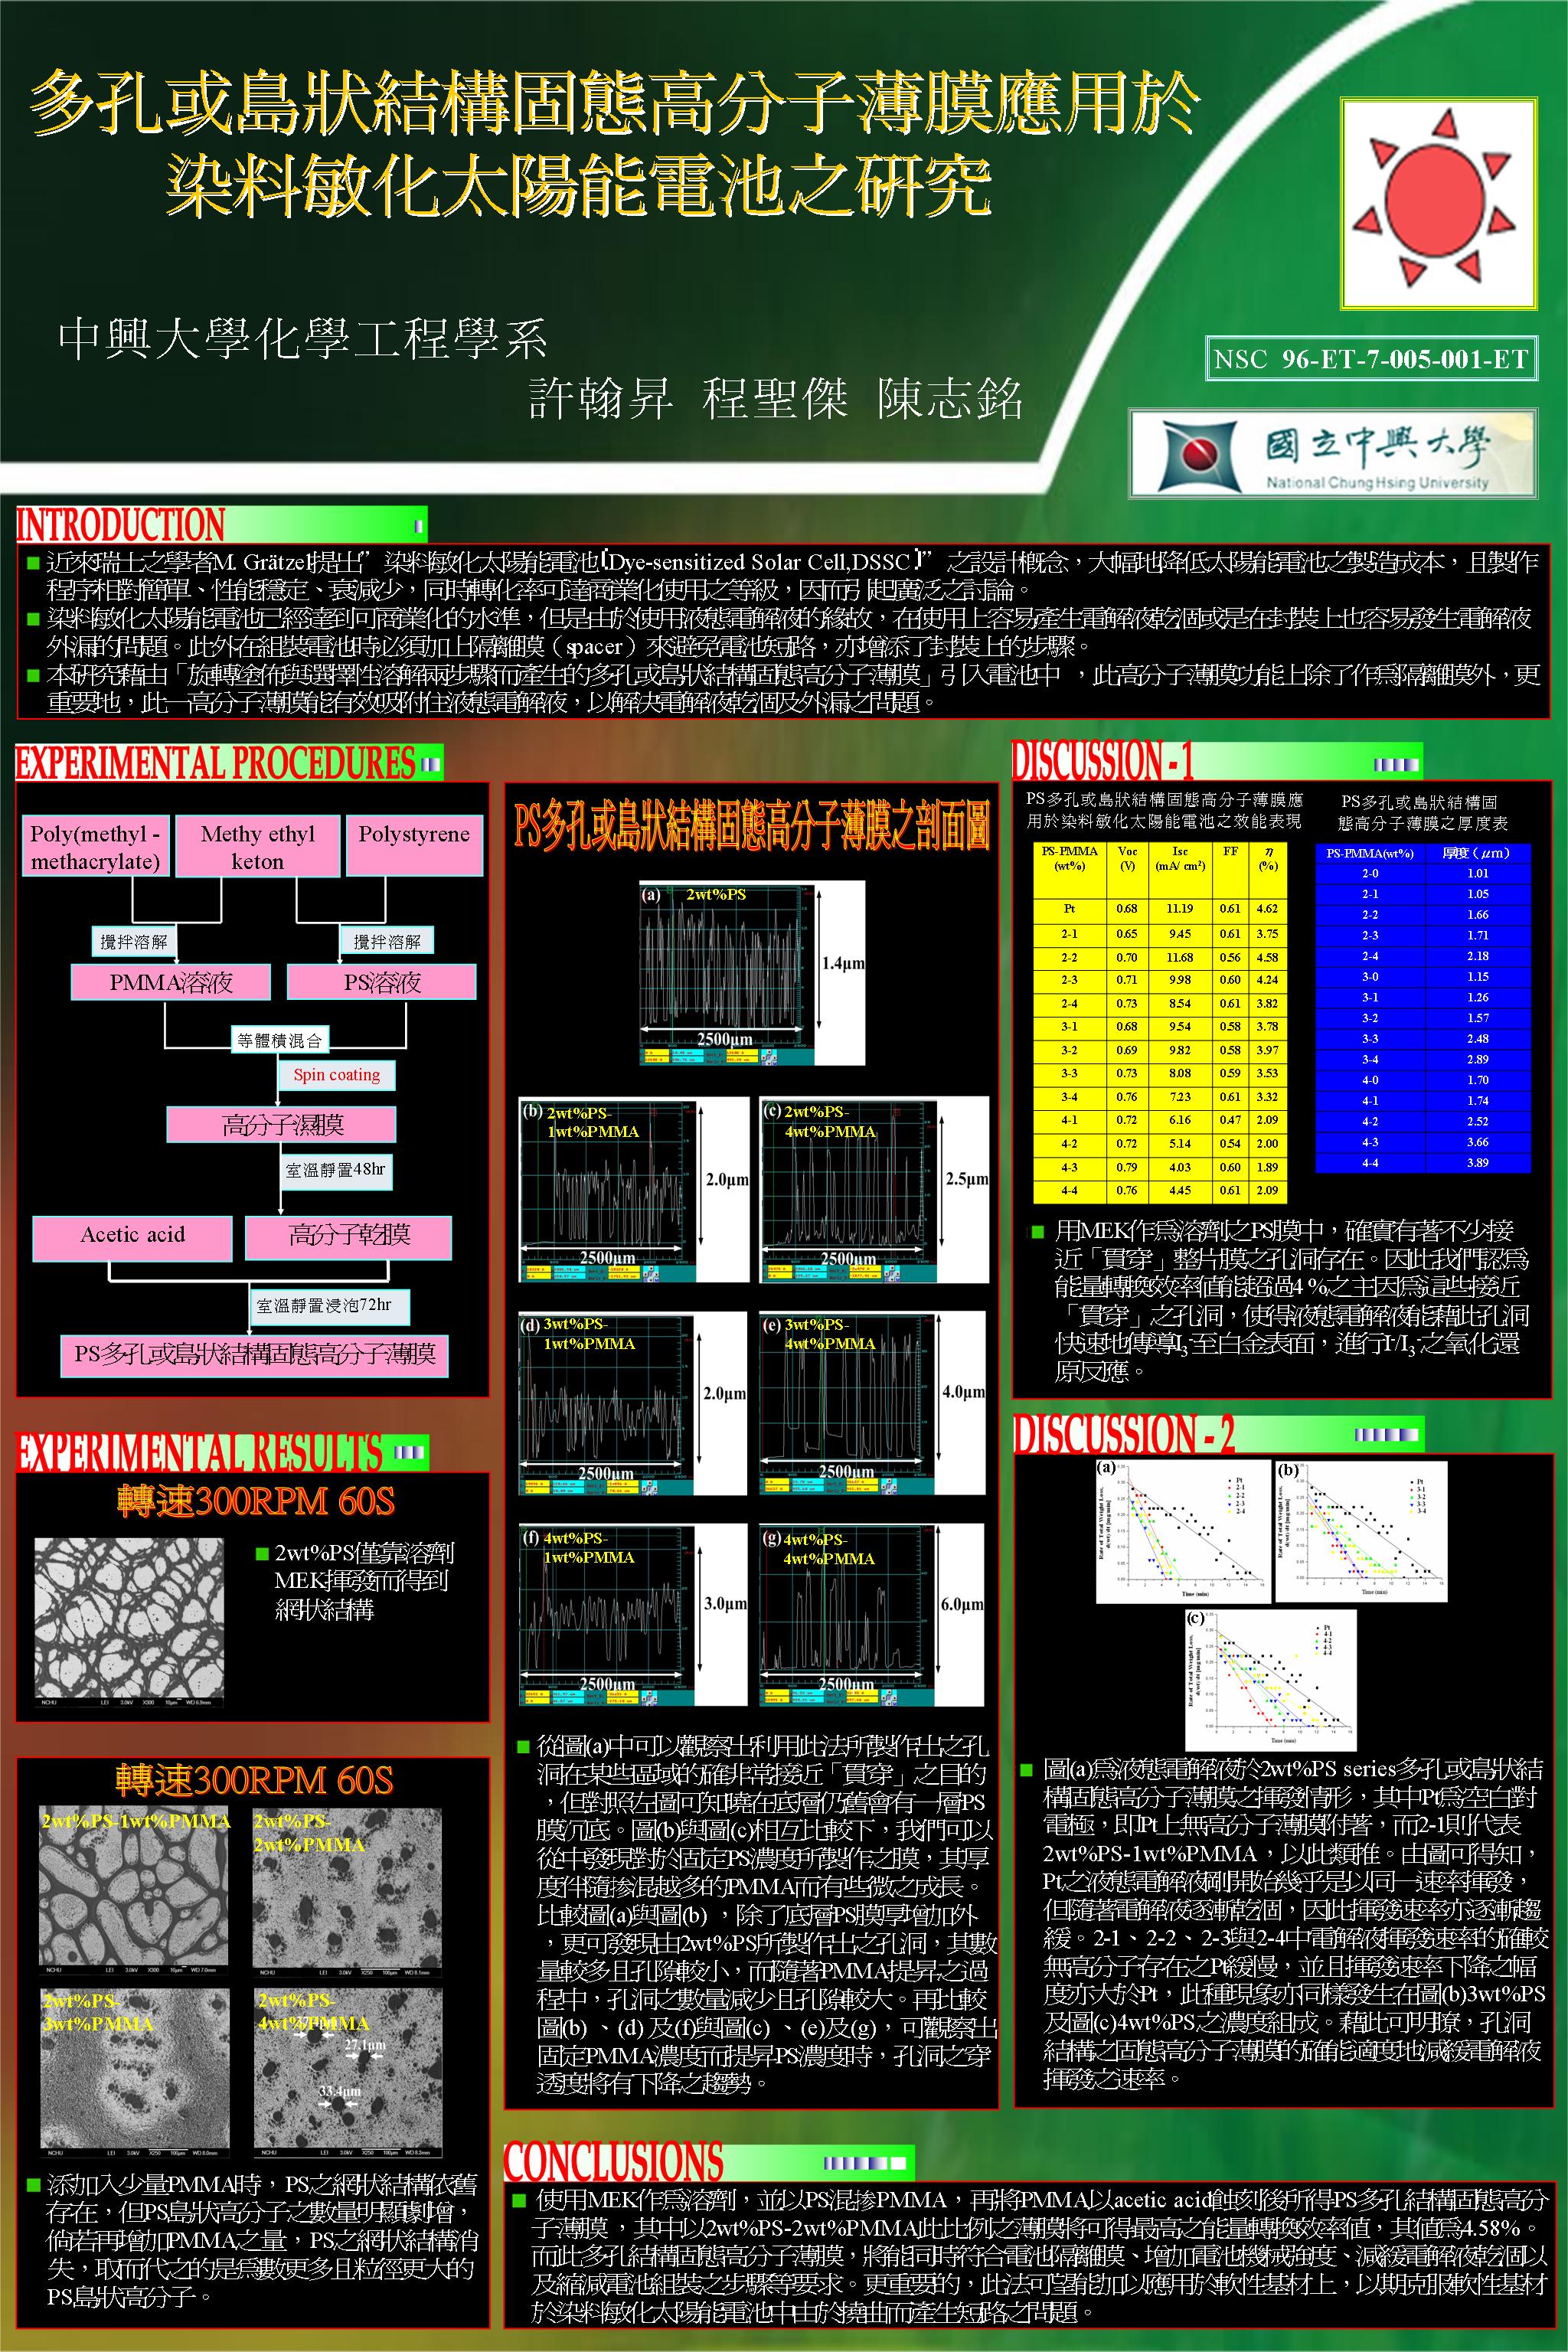 多孔或島狀結構固態高分子薄膜應用於
染料敏化太陽能電池之研究
中興大學化學工程學系
許翰昇 程聖傑 陳志銘
NSC 96-ET-7-005-001-ET
國立中興大學
National Chung Hsing University
INTRODUCTION
■ 近來瑞士之學者M. Grätzel提出”染料敏化太陽能電池(Dye-sensitized Solar Cell,DSSC)”之設計概念，大幅地降低太陽能電池之製造成本，且製作
程序相對簡單、性能穩定、衰減少，同時轉化率可達商業化使用之等級，因而引起廣泛之討論。
■ 染料敏化太陽能電池已經達到可商業化的水準，但是由於使用液態電解液的緣故，在使用上容易產生電解液乾涸或是在封裝上也容易發生電解液
外漏的問題。此外在組裝電池時必須加上隔離膜（spacer）來避免電池短路，亦增添了封裝上的步驟。
■ 本研究藉由「旋轉塗佈與選擇性溶解兩步驟而產生的多孔或島狀結構固態高分子薄膜」引入電池中 ，此高分子薄膜功能上除了作為隔離膜外，更
重要地，此一高分子薄膜能有效吸附住液態電解液，以解決電解液乾涸及外漏之問題。
EXPERIMENTAL PROCEDURES
Poly(methyl -
methacrylate)
Methy ethyl
keton
Polystyrene
攪拌溶解
攪拌溶解
PMMA溶液
PS溶液
等體積混合
Spin coating
高分子濕膜
室溫靜置48hr
Acetic acid
高分子乾膜
室溫靜置浸泡72hr
PS多孔或島狀結構固態高分子薄膜
EXPERIMENTAL RESULTS
轉速300RPM 60S
■ 2wt%PS僅靠溶劑
MEK揮發而得到
網狀結構
NCHU LEI 3.0kV X300 10μm WD 6.9mm
轉速300RPM 60S
2wt%PS-1wt%PMMA
NCHU LEI 3.0kV X300 10μm WD 7.0mm
2wt%PS-
2wt%PMMA
NCHU LEI 3.0kV X250 100μm WD 8.1mm
2wt%PS-
3wt%PMMA
NCHU LEI 3.0kV X250 100μm WD 8.0mm
2wt%PS-
4wt%PMMA
27.1μm
33.4μm
NCHU LEI 3.0kV X250 100μm WD 8.3mm
■ 添加入少量PMMA時，PS之網狀結構依舊
存在，但PS島狀高分子之數量明顯劇增，
倘若再增加PMMA之量，PS之網狀結構消
失，取而代之的是為數更多且粒徑更大的
PS島狀高分子。
PS多孔或島狀結構固態高分子薄膜之剖面圖
(a) 2wt%PS
1.4μm
2500μm
(b) 2wt%PS-
1wt%PMMA
2.0μm
2500μm
(c) 2wt%PS-
4wt%PMMA
2.5μm
2500μm
(d) 3wt%PS-
1wt%PMMA
2.0μm
2500μm
(e) 3wt%PS-
4wt%PMMA
4.0μm
2500μm
(f) 4wt%PS-
1wt%PMMA
3.0μm
2500μm
(g) 4wt%PS-
4wt%PMMA
6.0μm
2500μm
■ 從圖(a)中可以觀察出利用此法所製作出之孔
洞在某些區域的確非常接近「貫穿」之目的
，但對照左圖可知曉在底層仍舊會有一層PS
膜沉底。圖(b)與圖(c)相互比較下，我們可以
從中發現對於固定PS濃度所製作之膜，其厚
度伴隨摻混越多的PMMA而有些微之成長。
比較圖(a)與圖(b) ，除了底層PS膜厚增加外
，更可發現由2wt%PS所製作出之孔洞，其數
量較多且孔隙較小，而隨著PMMA提昇之過
程中，孔洞之數量減少且孔隙較大。再比較
圖(b) 、(d) 及(f)與圖(c) 、(e)及(g)，可觀察出
固定PMMA濃度而提昇PS濃度時，孔洞之穿
透度將有下降之趨勢。
DISCUSSION - 1
PS多孔或島狀結構固態高分子薄膜應
用於染料敏化太陽能電池之效能表現
PS-PMMA (wt%) Voc (V) Isc (mA/ cm²) FF η (%)
Pt 0.68 11.19 0.61 4.62
2-1 0.65 9.45 0.61 3.75
2-2 0.70 11.68 0.56 4.58
2-3 0.71 9.98 0.60 4.24
2-4 0.73 8.54 0.61 3.82
3-1 0.68 9.54 0.58 3.78
3-2 0.69 9.82 0.58 3.97
3-3 0.73 8.08 0.59 3.53
3-4 0.76 7.23 0.61 3.32
4-1 0.72 6.16 0.47 2.09
4-2 0.72 5.14 0.54 2.00
4-3 0.79 4.03 0.60 1.89
4-4 0.76 4.45 0.61 2.09
PS多孔或島狀結構固
態高分子薄膜之厚度表
PS-PMMA(wt%) 厚度（μm）
2-0 1.01
2-1 1.05
2-2 1.66
2-3 1.71
2-4 2.18
3-0 1.15
3-1 1.26
3-2 1.57
3-3 2.48
3-4 2.89
4-0 1.70
4-1 1.74
4-2 2.52
4-3 3.66
4-4 3.89
■ 用MEK作為溶劑之PS膜中，確實有著不少接
近「貫穿」整片膜之孔洞存在。因此我們認為
能量轉換效率值能超過4 %之主因為這些接近
「貫穿」之孔洞，使得液態電解液能藉此孔洞
快速地傳導I₃⁻至白金表面，進行I⁻/I₃⁻之氧化還
原反應。
DISCUSSION - 2
(a)
Rate of Total Weight Loss,
d(wt)/dt [mg/min]
Time (min)
Pt
2-1
2-2
2-3
2-4
(b)
Rate of Total Weight Loss,
d(wt)/dt [mg/min]
Time (min)
Pt
3-1
3-2
3-3
3-4
(c)
Rate of Total Weight Loss,
d(wt)/dt [mg/min]
Time (min)
Pt
4-1
4-2
4-3
4-4
■ 圖(a)為液態電解液於2wt%PS series多孔或島狀結
構固態高分子薄膜之揮發情形，其中Pt為空白對
電極，即Pt上無高分子薄膜附著，而2-1則代表
2wt%PS-1wt%PMMA，以此類推。由圖可得知，
Pt之液態電解液剛開始幾乎是以同一速率揮發，
但隨著電解液逐漸乾涸，因此揮發速率亦逐漸趨
緩。2-1、2-2、2-3與2-4中電解液揮發速率的確較
無高分子存在之Pt緩慢，並且揮發速率下降之幅
度亦大於Pt，此種現象亦同樣發生在圖(b)3wt%PS
及圖(c)4wt%PS之濃度組成。藉此可明瞭，孔洞
結構之固態高分子薄膜的確能適度地減緩電解液
揮發之速率。
CONCLUSIONS
■ 使用MEK作為溶劑，並以PS混摻PMMA，再將PMMA以acetic acid蝕刻後所得PS多孔結構固態高分
子薄膜 ，其中以2wt%PS-2wt%PMMA此比例之薄膜將可得最高之能量轉換效率值，其值為4.58%。
而此多孔結構固態高分子薄膜，將能同時符合電池隔離膜、增加電池機械強度、減緩電解液乾涸以
及縮減電池組裝之步驟等要求。更重要的，此法可望能加以應用於軟性基材上，以期克服軟性基材
於染料敏化太陽能電池中由於撓曲而產生短路之問題。